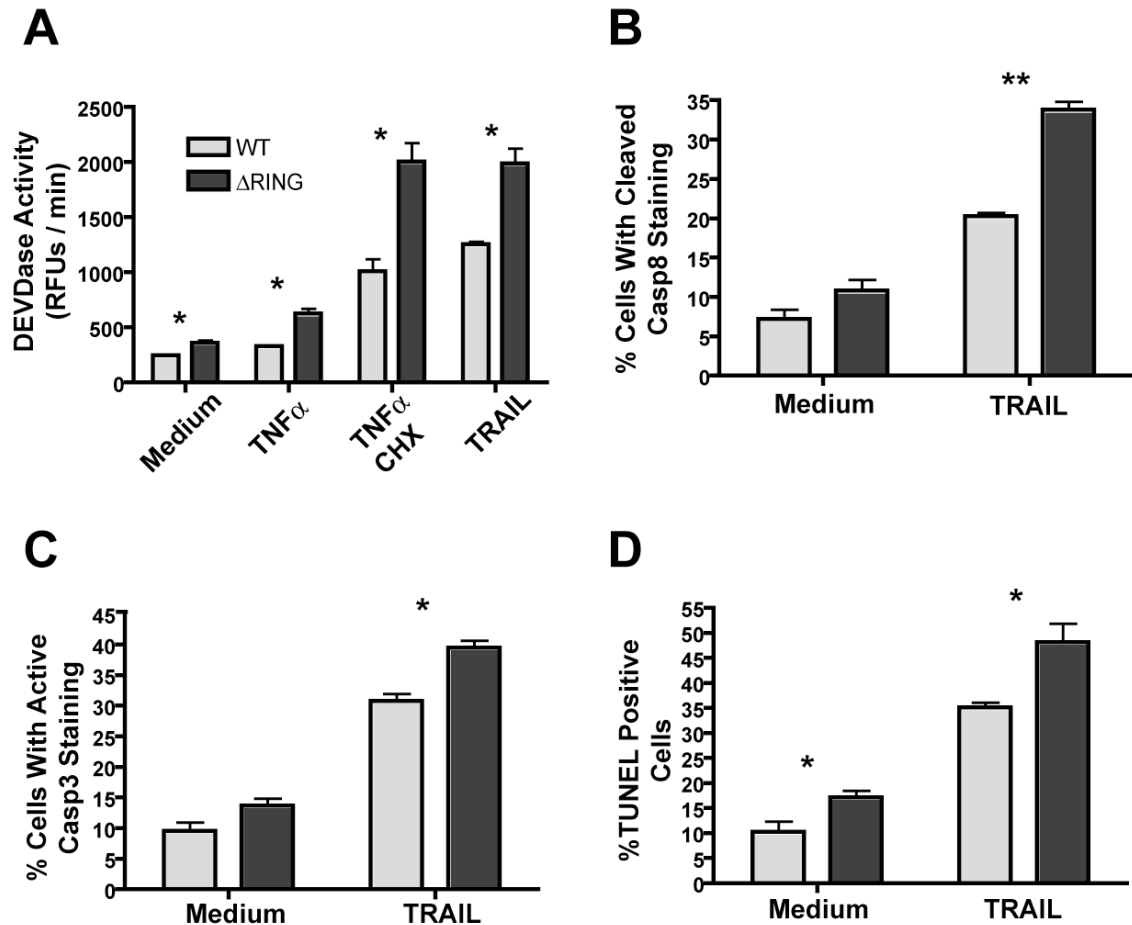 A
DEVDase Activity
(RFUs / min)
2500
2000
1500
1000
500
0
WT
ΔRING
*
*
*
*
Medium
TNFα
TNFα
CHX
TRAIL
B
% Cells With Cleaved
Casp8 Staining
35
30
25
20
15
10
5
0
**
Medium
TRAIL
C
% Cells With Active
Casp3 Staining
45
40
35
30
25
20
15
10
5
0
*
Medium
TRAIL
D
%TUNEL Positive
Cells
55
50
45
40
35
30
25
20
15
10
5
0
*
*
Medium
TRAIL